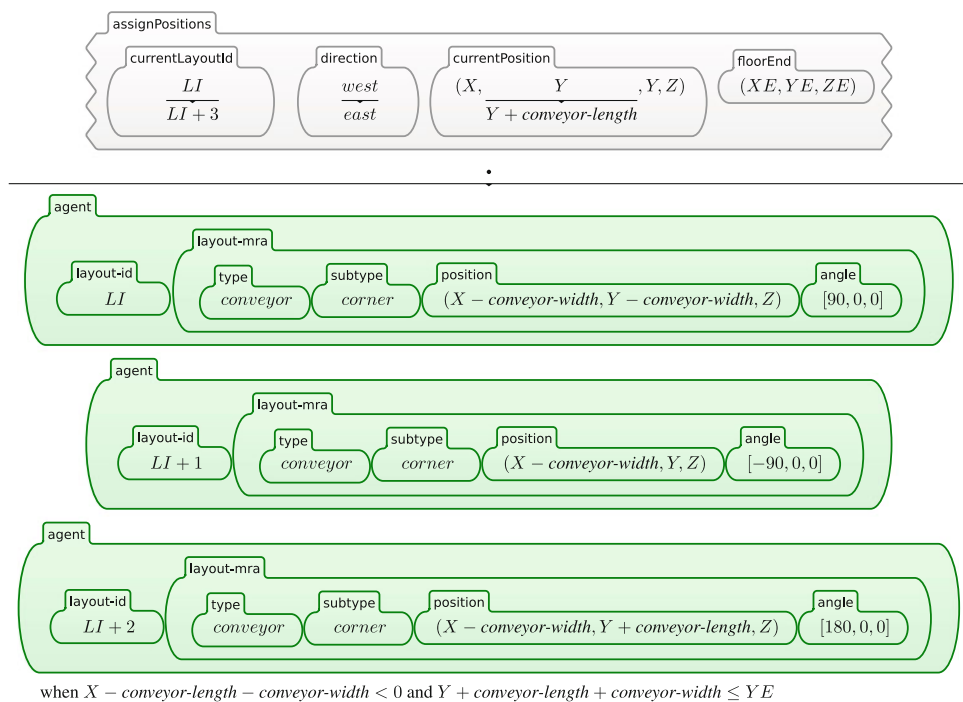 assignPositions
currentLayoutId direction currentPosition floorEnd
LI west (X, Y , Y, Z) (XE, YE, ZE)
LI + 3 east Y + conveyor-length
agent
layout-mra
layout-id type subtype position angle
LI conveyor corner (X − conveyor-width, Y − conveyor-width, Z) [90, 0, 0]
agent
layout-mra
layout-id type subtype position angle
LI + 1 conveyor corner (X − conveyor-width, Y, Z) [−90, 0, 0]
agent
layout-mra
layout-id type subtype position angle
LI + 2 conveyor corner (X − conveyor-width, Y + conveyor-length, Z) [180, 0, 0]
when X − conveyor-length − conveyor-width < 0 and Y + conveyor-length + conveyor-width ≤ YE